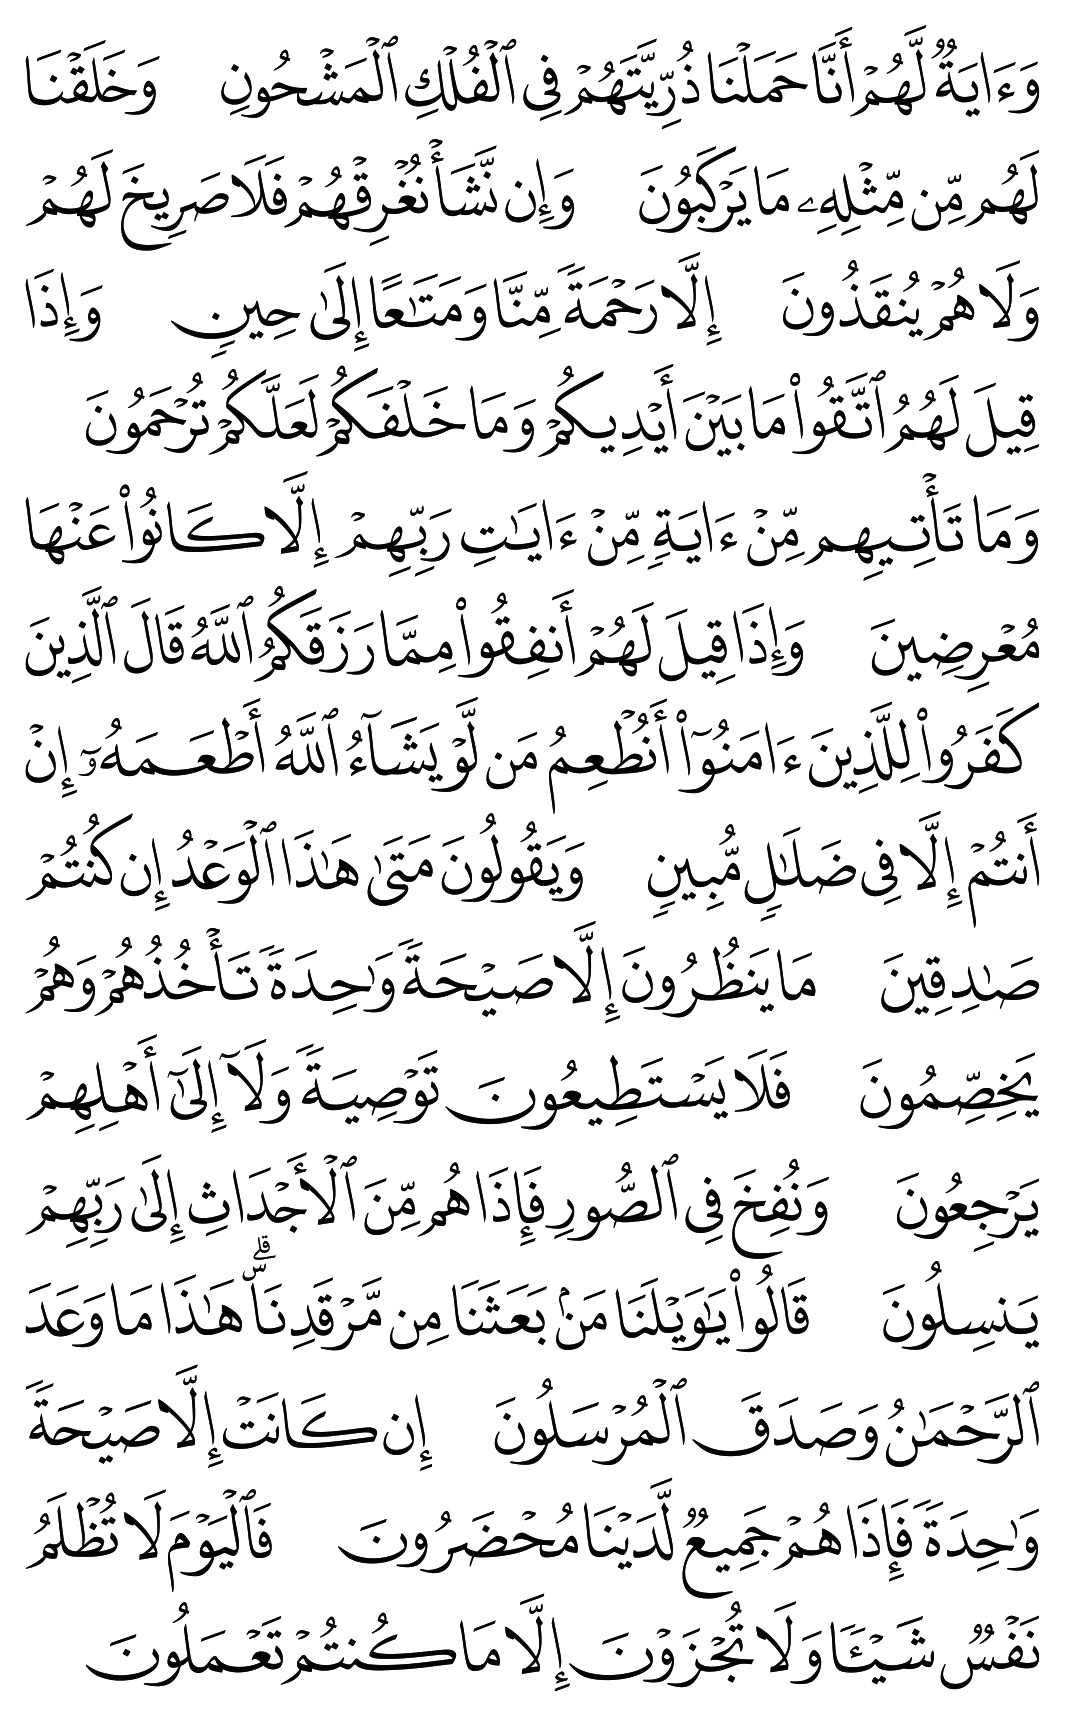 وَءَايَةٌ لَّهُمْ أَنَّا حَمَلْنَا ذُرِّيَّتَهُمْ فِى ٱلْفُلْكِ ٱلْمَشْحُونِ وَخَلَقْنَا
لَهُم مِّن مِّثْلِهِۦ مَا يَرْكَبُونَ وَإِن نَّشَأْ نُغْرِقْهُمْ فَلَا صَرِيخَ لَهُمْ
وَلَا هُمْ يُنقَذُونَ إِلَّا رَحْمَةً مِّنَّا وَمَتَـٰعًا إِلَىٰ حِينٍ وَإِذَا
قِيلَ لَهُمُ ٱتَّقُوا۟ مَا بَيْنَ أَيْدِيكُمْ وَمَا خَلْفَكُمْ لَعَلَّكُمْ تُرْحَمُونَ
وَمَا تَأْتِيهِم مِّنْ ءَايَةٍ مِّنْ ءَايَـٰتِ رَبِّهِمْ إِلَّا كَانُوا۟ عَنْهَا
مُعْرِضِينَ وَإِذَا قِيلَ لَهُمْ أَنفِقُوا۟ مِمَّا رَزَقَكُمُ ٱللَّهُ قَالَ ٱلَّذِينَ
كَفَرُوا۟ لِلَّذِينَ ءَامَنُوٓا۟ أَنُطْعِمُ مَن لَّوْ يَشَآءُ ٱللَّهُ أَطْعَمَهُۥٓ إِنْ
أَنتُمْ إِلَّا فِى ضَلَـٰلٍ مُّبِينٍ وَيَقُولُونَ مَتَىٰ هَـٰذَا ٱلْوَعْدُ إِن كُنتُمْ
صَـٰدِقِينَ مَا يَنظُرُونَ إِلَّا صَيْحَةً وَٰحِدَةً تَأْخُذُهُمْ وَهُمْ
يَخِصِّمُونَ فَلَا يَسْتَطِيعُونَ تَوْصِيَةً وَلَآ إِلَىٰٓ أَهْلِهِمْ
يَرْجِعُونَ وَنُفِخَ فِى ٱلصُّورِ فَإِذَا هُم مِّنَ ٱلْأَجْدَاثِ إِلَىٰ رَبِّهِمْ
يَنسِلُونَ قَالُوا۟ يَـٰوَيْلَنَا مَنۢ بَعَثَنَا مِن مَّرْقَدِنَا ۜ ۗ هَـٰذَا مَا وَعَدَ
ٱلرَّحْمَـٰنُ وَصَدَقَ ٱلْمُرْسَلُونَ إِن كَانَتْ إِلَّا صَيْحَةً
وَٰحِدَةً فَإِذَا هُمْ جَمِيعٌ لَّدَيْنَا مُحْضَرُونَ فَٱلْيَوْمَ لَا تُظْلَمُ
نَفْسٌ شَيْـًٔا وَلَا تُجْزَوْنَ إِلَّا مَا كُنتُمْ تَعْمَلُونَ